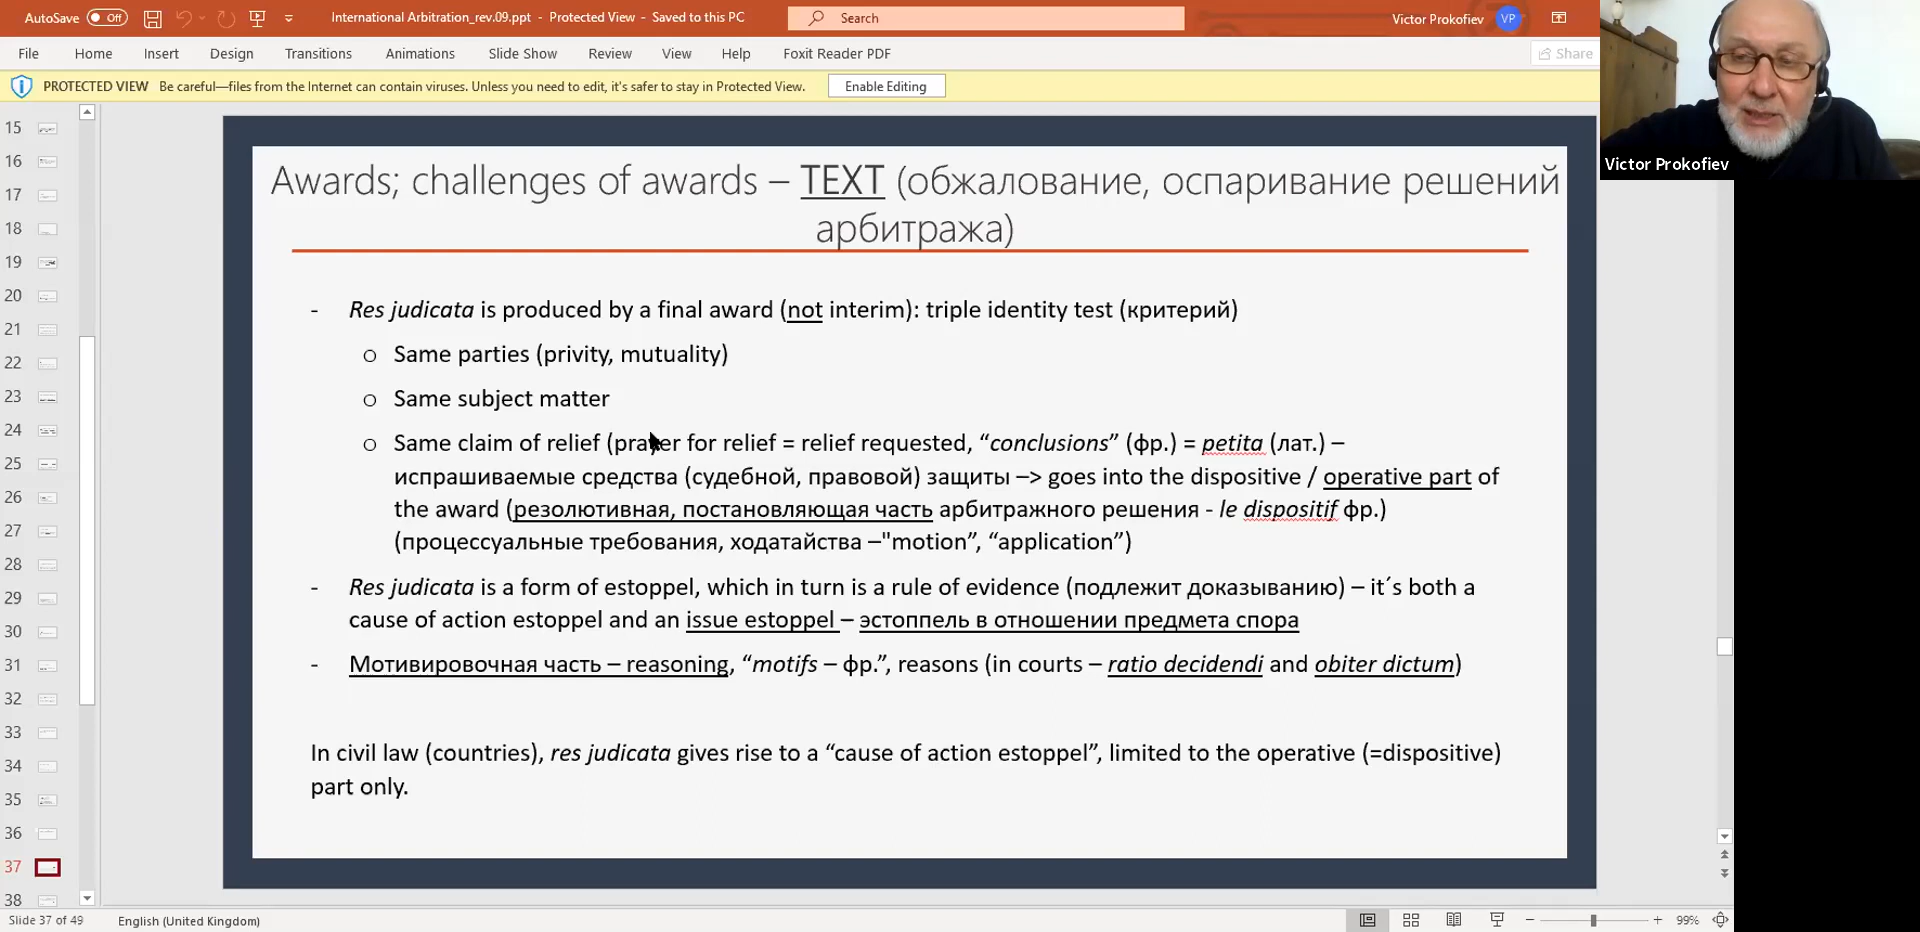 AutoSave Off International Arbitration_rev.09.ppt - Protected View - Saved to this PC Search Victor Prokofiev VP
File Home Insert Design Transitions Animations Slide Show Review View Help Foxit Reader PDF Share
PROTECTED VIEW Be careful—files from the Internet can contain viruses. Unless you need to edit, it's safer to stay in Protected View. Enable Editing
Victor Prokofiev
15
16
17
18
19
20
21
22
23
24
25
26
27
28
29
30
31
32
33
34
35
36
37
38
Awards; challenges of awards – TEXT (обжалование, оспаривание решений
арбитража)
- Res judicata is produced by a final award (not interim): triple identity test (критерий)
o Same parties (privity, mutuality)
o Same subject matter
o Same claim of relief (prayer for relief = relief requested, “conclusions” (фр.) = petita (лат.) –
испрашиваемые средства (судебной, правовой) защиты –> goes into the dispositive / operative part of
the award (резолютивная, постановляющая часть арбитражного решения - le dispositif фр.)
(процессуальные требования, ходатайства –"motion”, “application”)
- Res judicata is a form of estoppel, which in turn is a rule of evidence (подлежит доказыванию) – it´s both a
cause of action estoppel and an issue estoppel – эстоппель в отношении предмета спора
- Мотивировочная часть – reasoning, “motifs – фр.”, reasons (in courts – ratio decidendi and obiter dictum)
In civil law (countries), res judicata gives rise to a “cause of action estoppel”, limited to the operative (=dispositive)
part only.
Slide 37 of 49 English (United Kingdom) 99%